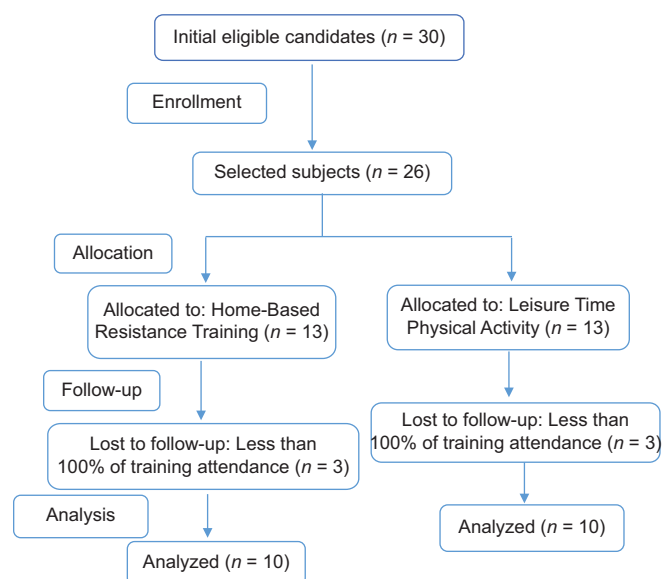 Initial eligible candidates (n = 30)
Enrollment
Selected subjects (n = 26)
Allocation
Allocated to: Home-Based
Resistance Training (n = 13)
Allocated to: Leisure Time
Physical Activity (n = 13)
Follow-up
Lost to follow-up: Less than
100% of training attendance (n = 3)
Lost to follow-up: Less than
100% of training attendance (n = 3)
Analysis
Analyzed (n = 10)
Analyzed (n = 10)